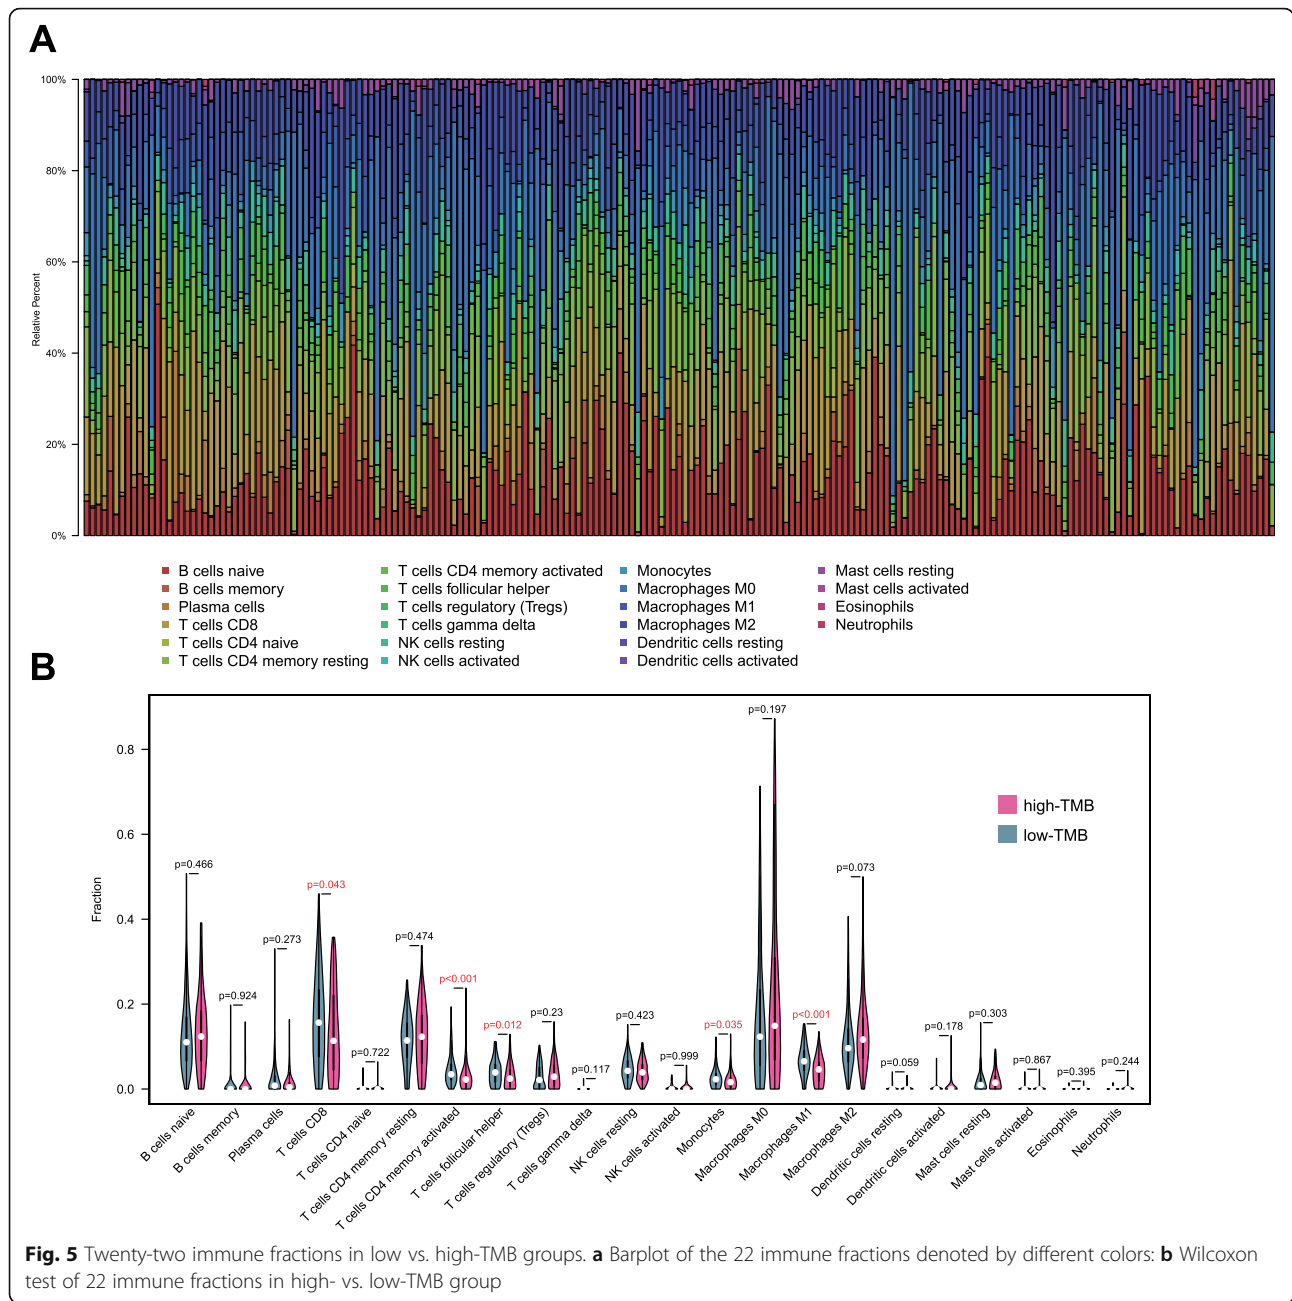 A
100%
80%
60%
40%
20%
0%
Relative Percent
B cells naive
B cells memory
Plasma cells
T cells CD8
T cells CD4 naive
T cells CD4 memory resting
T cells CD4 memory activated
T cells follicular helper
T cells regulatory (Tregs)
T cells gamma delta
NK cells resting
NK cells activated
Monocytes
Macrophages M0
Macrophages M1
Macrophages M2
Dendritic cells resting
Dendritic cells activated
Mast cells resting
Mast cells activated
Eosinophils
Neutrophils
B
0.8
0.6
0.4
0.2
0.0
Fraction
p=0.466
p=0.924
p=0.273
p=0.043
p=0.722
p=0.474
p<0.001
p=0.012
p=0.23
p=0.117
p=0.423
p=0.999
p=0.035
p=0.197
p<0.001
p=0.073
p=0.059
p=0.178
p=0.303
p=0.867
p=0.395
p=0.244
high-TMB
low-TMB
B cells naive
B cells memory
Plasma cells
T cells CD8
T cells CD4 naive
T cells CD4 memory resting
T cells CD4 memory activated
T cells follicular helper
T cells regulatory (Tregs)
T cells gamma delta
NK cells resting
NK cells activated
Monocytes
Macrophages M0
Macrophages M1
Macrophages M2
Dendritic cells resting
Dendritic cells activated
Mast cells resting
Mast cells activated
Eosinophils
Neutrophils
Fig. 5 Twenty-two immune fractions in low vs. high-TMB groups. a Barplot of the 22 immune fractions denoted by different colors: b Wilcoxon
test of 22 immune fractions in high- vs. low-TMB group